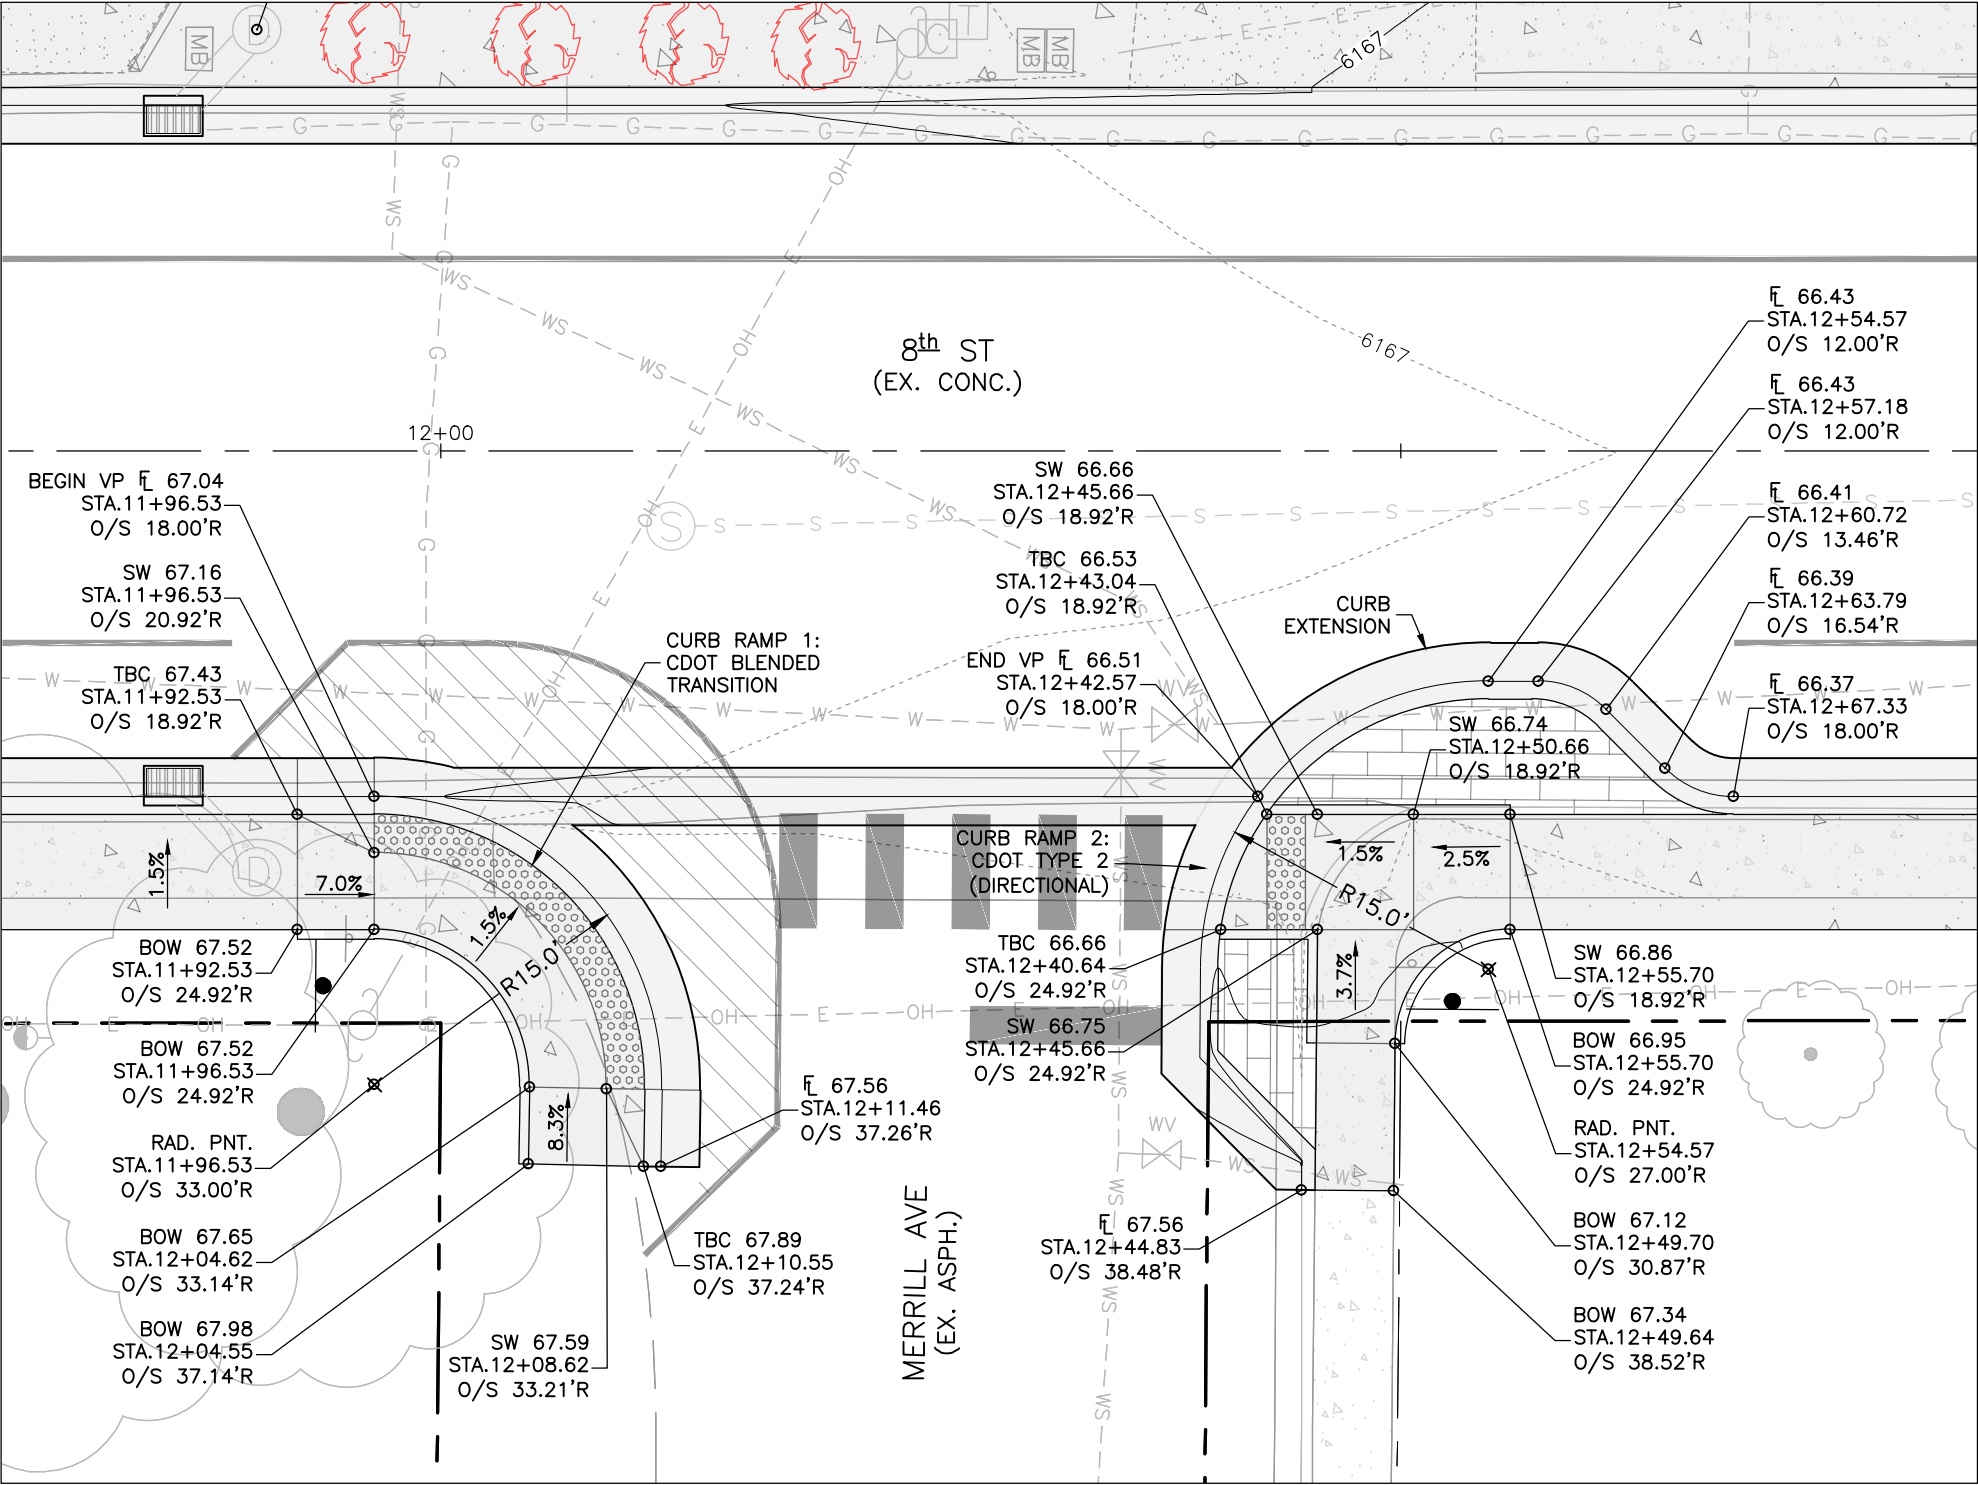 MB
D
C
T
MB
MB
E
E
6167
8th ST
(EX. CONC.)
6167
12+00
BEGIN VP FL 67.04
STA.11+96.53
O/S 18.00'R
SW 67.16
STA.11+96.53
O/S 20.92'R
TBC 67.43
STA.11+92.53
O/S 18.92'R
CURB RAMP 1:
CDOT BLENDED
TRANSITION
SW 66.66
STA.12+45.66
O/S 18.92'R
TBC 66.53
STA.12+43.04
O/S 18.92'R
END VP FL 66.51
STA.12+42.57
O/S 18.00'R
CURB
EXTENSION
FL 66.43
STA.12+54.57
O/S 12.00'R
FL 66.43
STA.12+57.18
O/S 12.00'R
FL 66.41
STA.12+60.72
O/S 13.46'R
FL 66.39
STA.12+63.79
O/S 16.54'R
FL 66.37
STA.12+67.33
O/S 18.00'R
SW 66.74
STA.12+50.66
O/S 18.92'R
1.5%
7.0%
1.5%
R15.0'
8.3%
CURB RAMP 2:
CDOT TYPE 2
(DIRECTIONAL)
1.5%
2.5%
R15.0'
3.7%
BOW 67.52
STA.11+92.53
O/S 24.92'R
BOW 67.52
STA.11+96.53
O/S 24.92'R
RAD. PNT.
STA.11+96.53
O/S 33.00'R
BOW 67.65
STA.12+04.62
O/S 33.14'R
BOW 67.98
STA.12+04.55
O/S 37.14'R
SW 67.59
STA.12+08.62
O/S 33.21'R
TBC 67.89
STA.12+10.55
O/S 37.24'R
FL 67.56
STA.12+11.46
O/S 37.26'R
MERRILL AVE
(EX. ASPH.)
TBC 66.66
STA.12+40.64
O/S 24.92'R
SW 66.75
STA.12+45.66
O/S 24.92'R
FL 67.56
STA.12+44.83
O/S 38.48'R
SW 66.86
STA.12+55.70
O/S 18.92'R
BOW 66.95
STA.12+55.70
O/S 24.92'R
RAD. PNT.
STA.12+54.57
O/S 27.00'R
BOW 67.12
STA.12+49.70
O/S 30.87'R
BOW 67.34
STA.12+49.64
O/S 38.52'R
WV
WV
WV
S
D